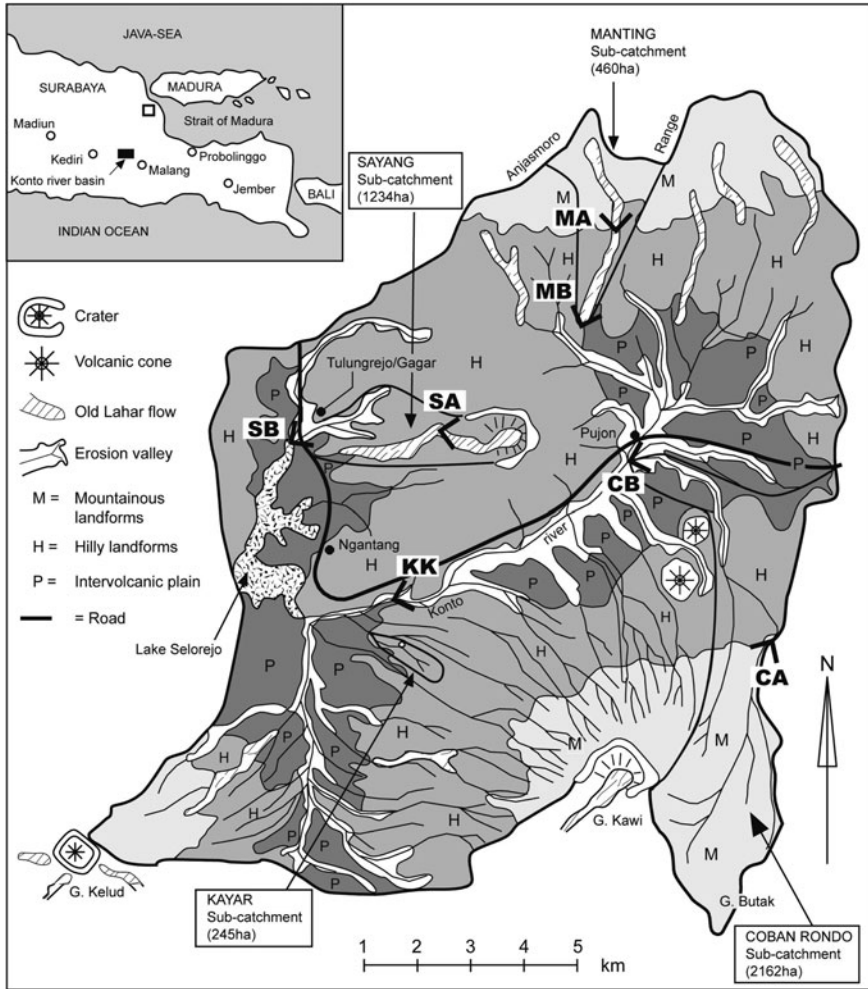 JAVA-SEA
SURABAYA
MADURA
Madiun
Strait of Madura
Kediri
Probolinggo
Malang
Konto river basin
Jember
BALI
INDIAN OCEAN
MANTING
Sub-catchment
(460ha)
Anjasmoro
Range
SAYANG
Sub-catchment
(1234ha)
M
M
MA
H
H
H
H
MB
Crater
Volcanic cone
Old Lahar flow
Erosion valley
M = Mountainous
landforms
H = Hilly landforms
P = Intervolcanic plain
= Road
Tulungrejo/Gagar
H
P
P
P
P
SA
SB
H
Pujon
P
P
H
CB
P
Ngantang
H
river
P
P
P
P
KK
Konto
P
H
H
H
Lake Selorejo
CA
N
P
P
H
M
M
H
P
P
H
H
P
P
P
G. Kawi
M
G. Kelud
G. Butak
KAYAR
Sub-catchment
(245ha)
COBAN RONDO
Sub-catchment
(2162ha)
1 2 3 4 5
km